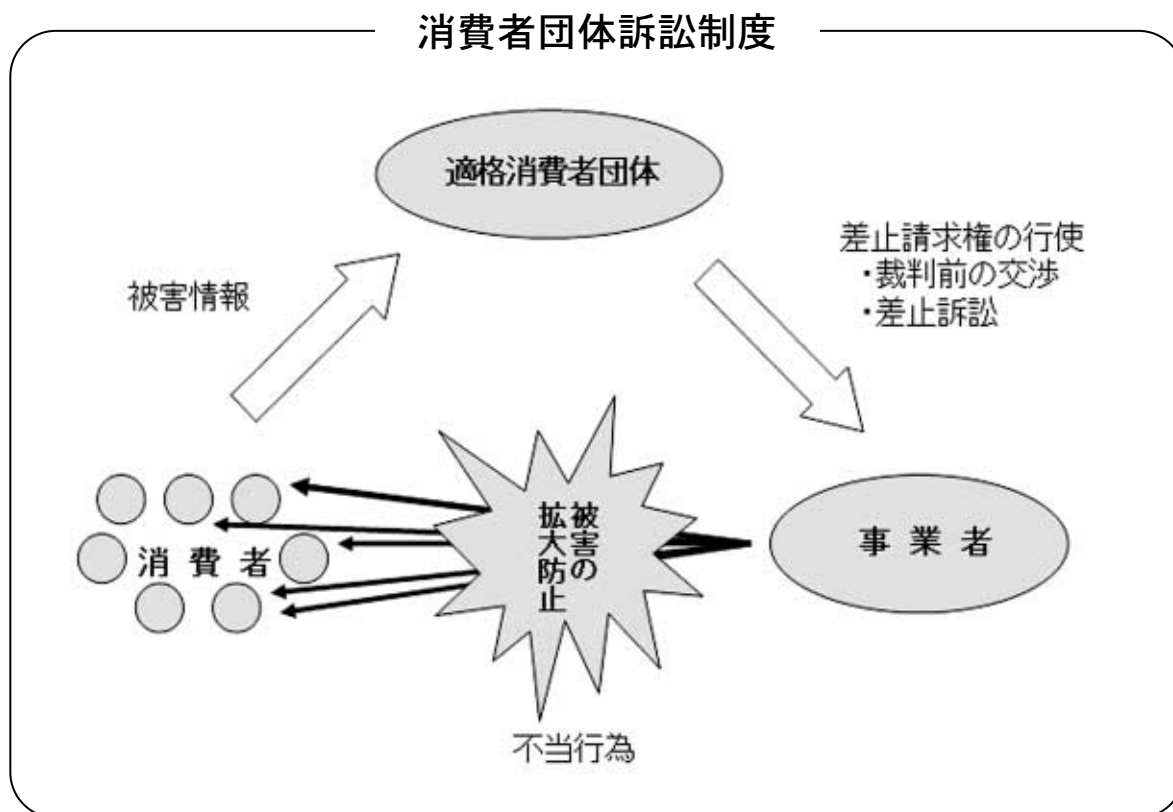 消費者団体訴訟制度
適格消費者団体
被害情報
差止請求権の行使
・裁判前の交渉
・差止訴訟
被害の
拡大防止
消費者
事業者
不当行為